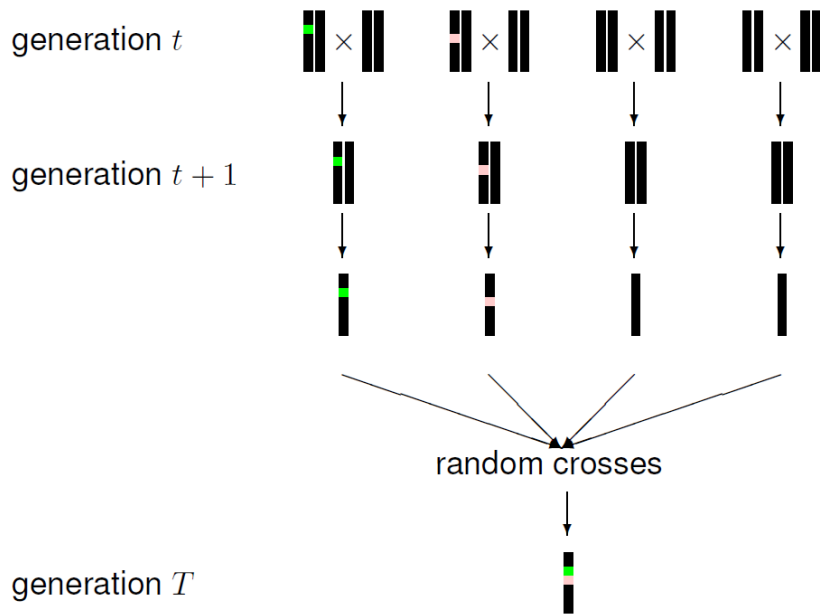 generation t
× × × ×
generation t + 1
random crosses
generation T